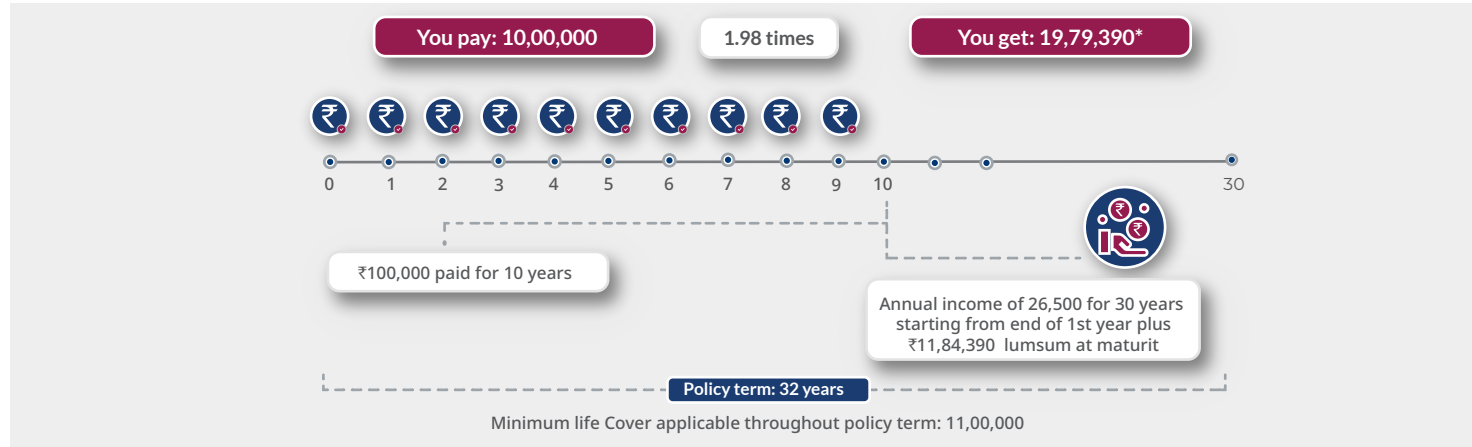 You pay: 10,00,000
1.98 times
You get: 19,79,390*
₹ ₹ ₹ ₹ ₹ ₹ ₹ ₹ ₹ ₹
0 1 2 3 4 5 6 7 8 9 10 30
₹ ₹
₹100,000 paid for 10 years
Annual income of 26,500 for 30 years
starting from end of 1st year plus
₹11,84,390 lumsum at maturit
Policy term: 32 years
Minimum life Cover applicable throughout policy term: 11,00,000